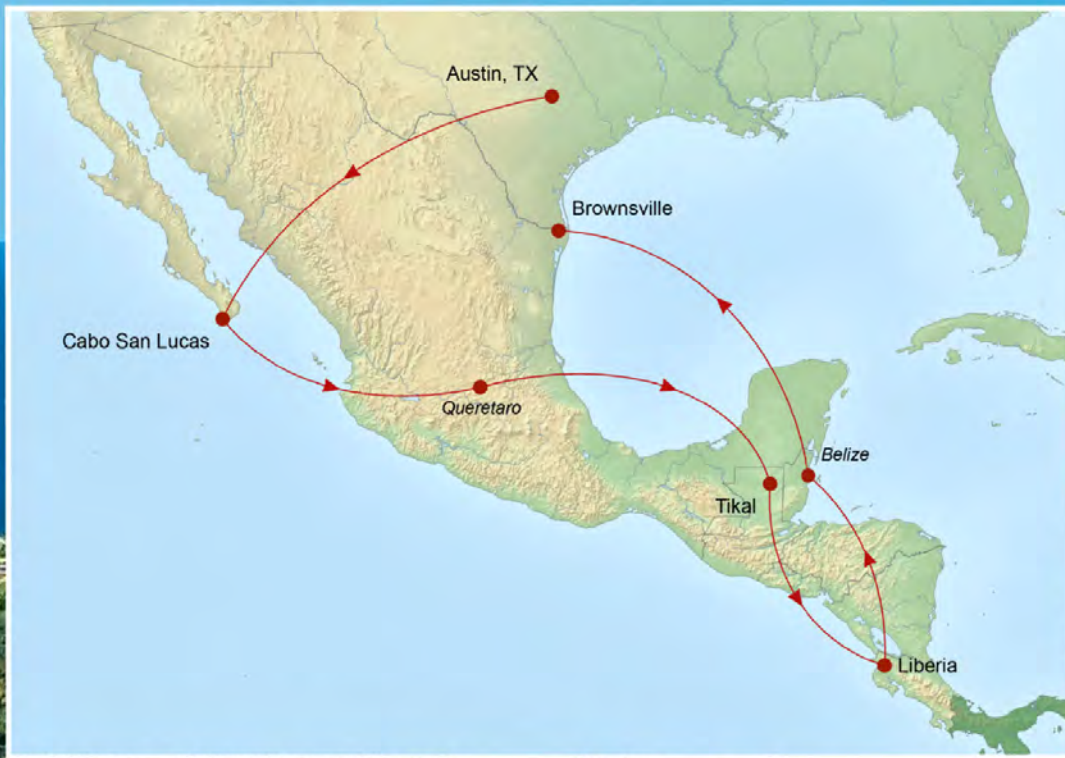 Austin, TX
Brownsville
Cabo San Lucas
Queretaro
Belize
Tikal
Liberia